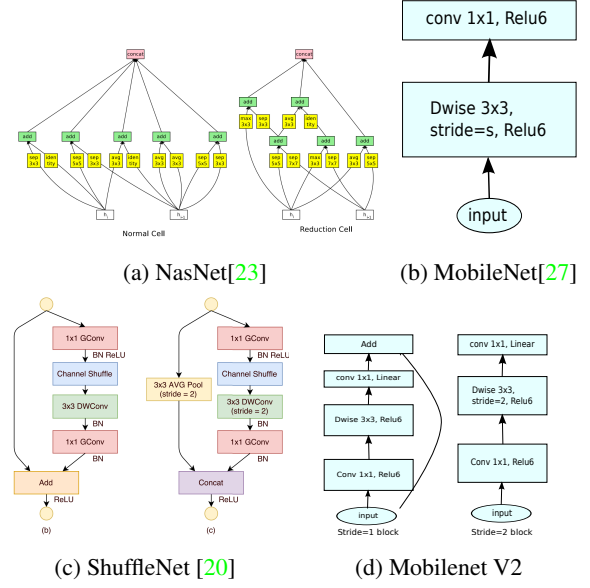 concat
add
add
add
add
add
sep
3x3
iden
tity
sep
5x5
sep
3x3
avg
3x3
iden
tity
avg
3x3
avg
3x3
sep
5x5
sep
3x3
h i
h i-1
Normal Cell
concat
add
add
max
3x3
sep
3x3
avg
3x3
iden
tity
add
add
add
sep
5x5
sep
7x7
max
3x3
sep
7x7
avg
3x3
sep
5x5
h i
h i-1
Reduction Cell
(a) NasNet[23]
conv 1x1, Relu6
Dwise 3x3,
stride=s, Relu6
input
(b) MobileNet[27]
1x1 GConv
BN ReLU
Channel Shuffle
3x3 DWConv
BN
1x1 GConv
BN
Add
ReLU
(b)
1x1 GConv
BN ReLU
Channel Shuffle
3x3 AVG Pool
(stride = 2)
3x3 DWConv
(stride = 2)
BN
1x1 GConv
BN
Concat
ReLU
(c)
(c) ShuffleNet [20]
Add
conv 1x1, Linear
Dwise 3x3, Relu6
Conv 1x1, Relu6
input
Stride=1 block
conv 1x1, Linear
Dwise 3x3,
stride=2, Relu6
Conv 1x1, Relu6
input
Stride=2 block
(d) Mobilenet V2